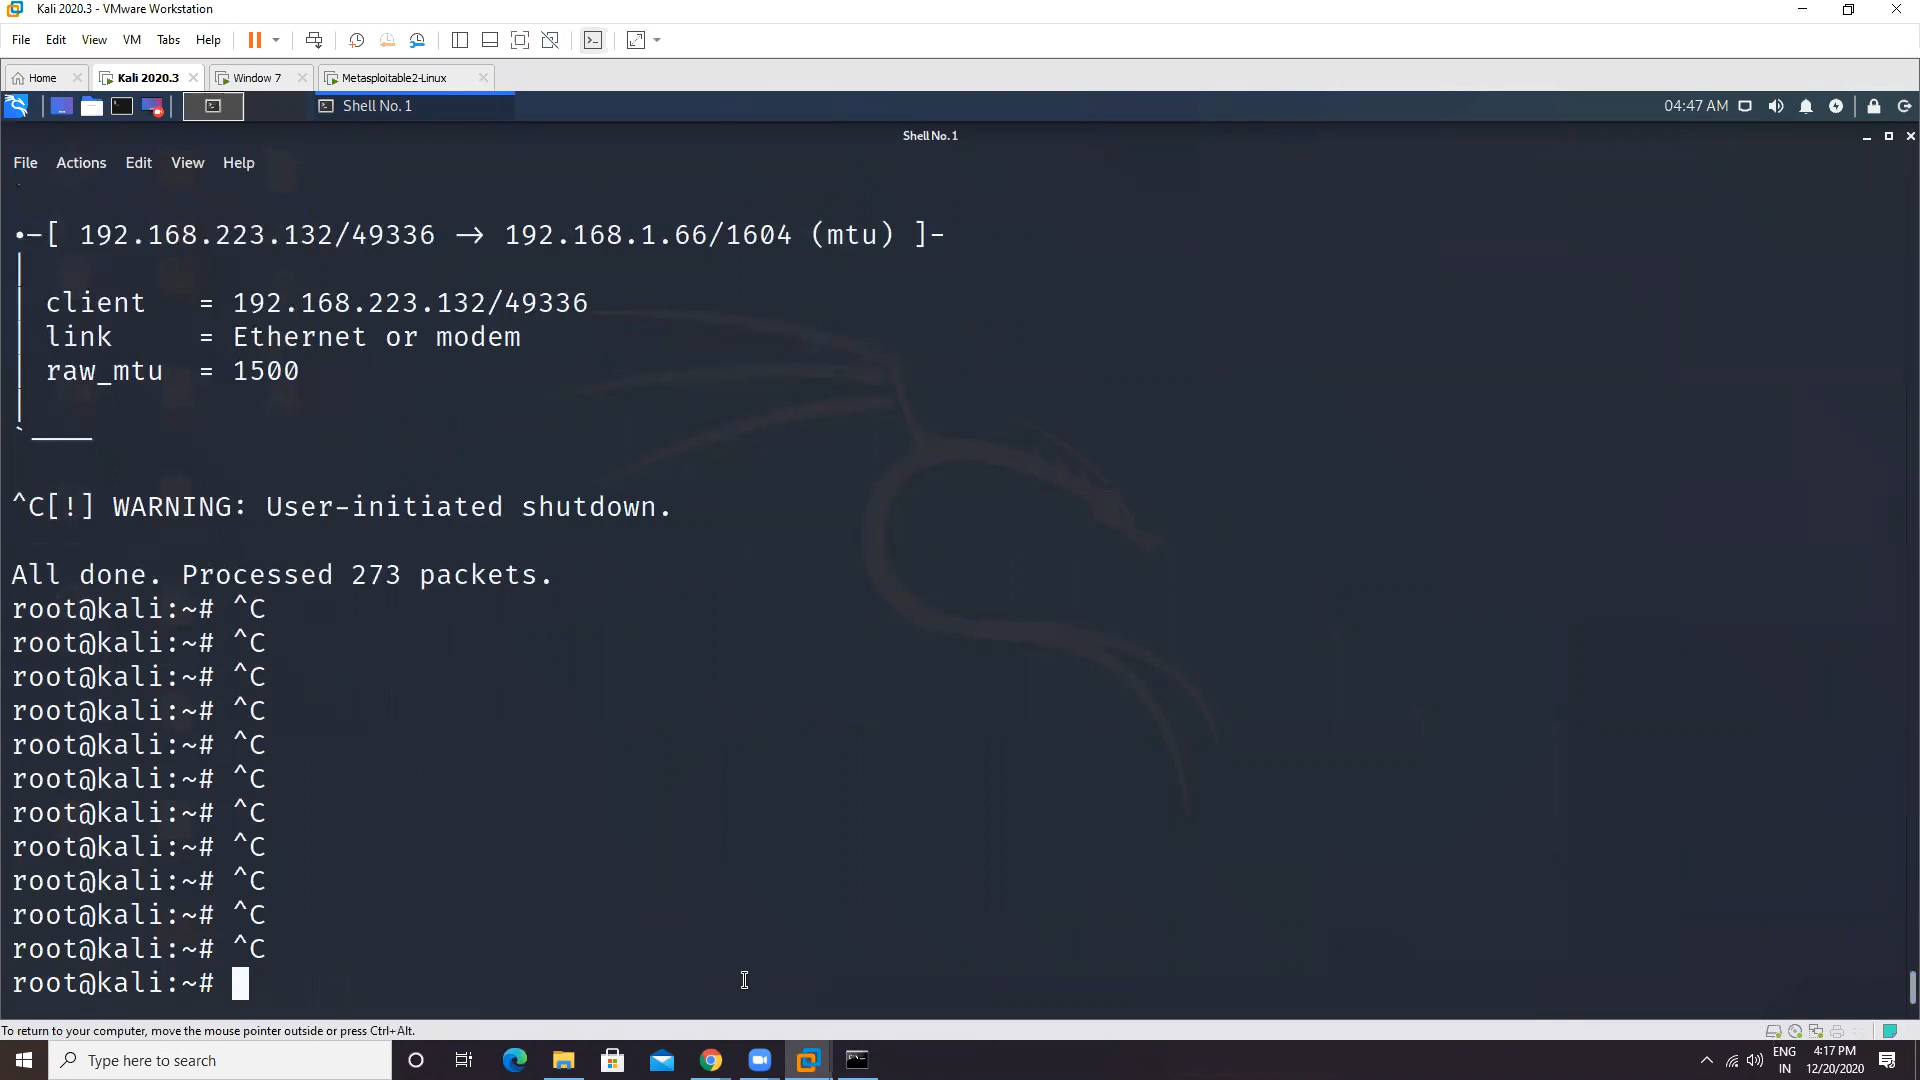 Kali 2020.3 - VMware Workstation
File Edit View VM Tabs Help
Home Kali 2020.3 Window 7 Metasploitable2-Linux
Shell No. 1 04:47 AM
Shell No. 1
File Actions Edit View Help
•-[ 192.168.223.132/49336 → 192.168.1.66/1604 (mtu) ]-
|
| client = 192.168.223.132/49336
| link = Ethernet or modem
| raw_mtu = 1500
|
`____
^C[!] WARNING: User-initiated shutdown.
All done. Processed 273 packets.
root@kali:~# ^C
root@kali:~# ^C
root@kali:~# ^C
root@kali:~# ^C
root@kali:~# ^C
root@kali:~# ^C
root@kali:~# ^C
root@kali:~# ^C
root@kali:~# ^C
root@kali:~# ^C
root@kali:~# ^C
root@kali:~#
To return to your computer, move the mouse pointer outside or press Ctrl+Alt.
Type here to search
ENG 4:17 PM
IN 12/20/2020